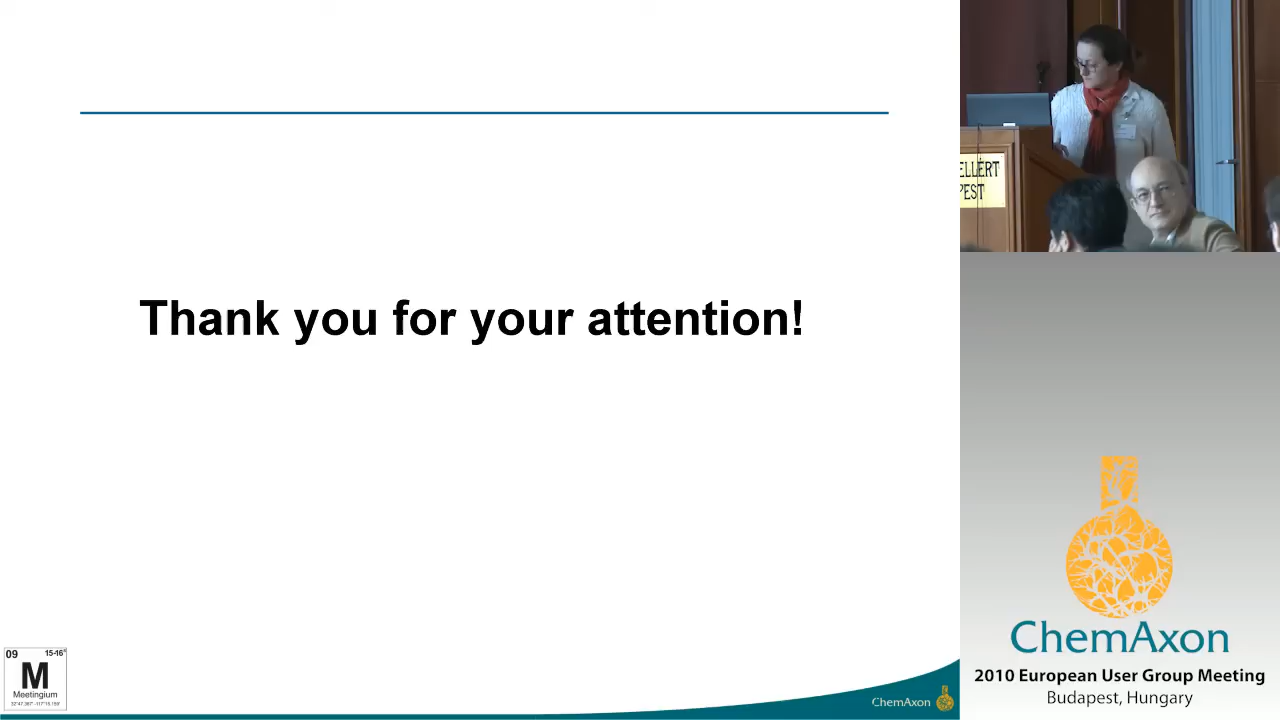 Thank you for your attention!
ELLÉRT
PEST
09 15-16
M
Meetingium
ChemAxon
ChemAxon
2010 European User Group Meeting
Budapest, Hungary